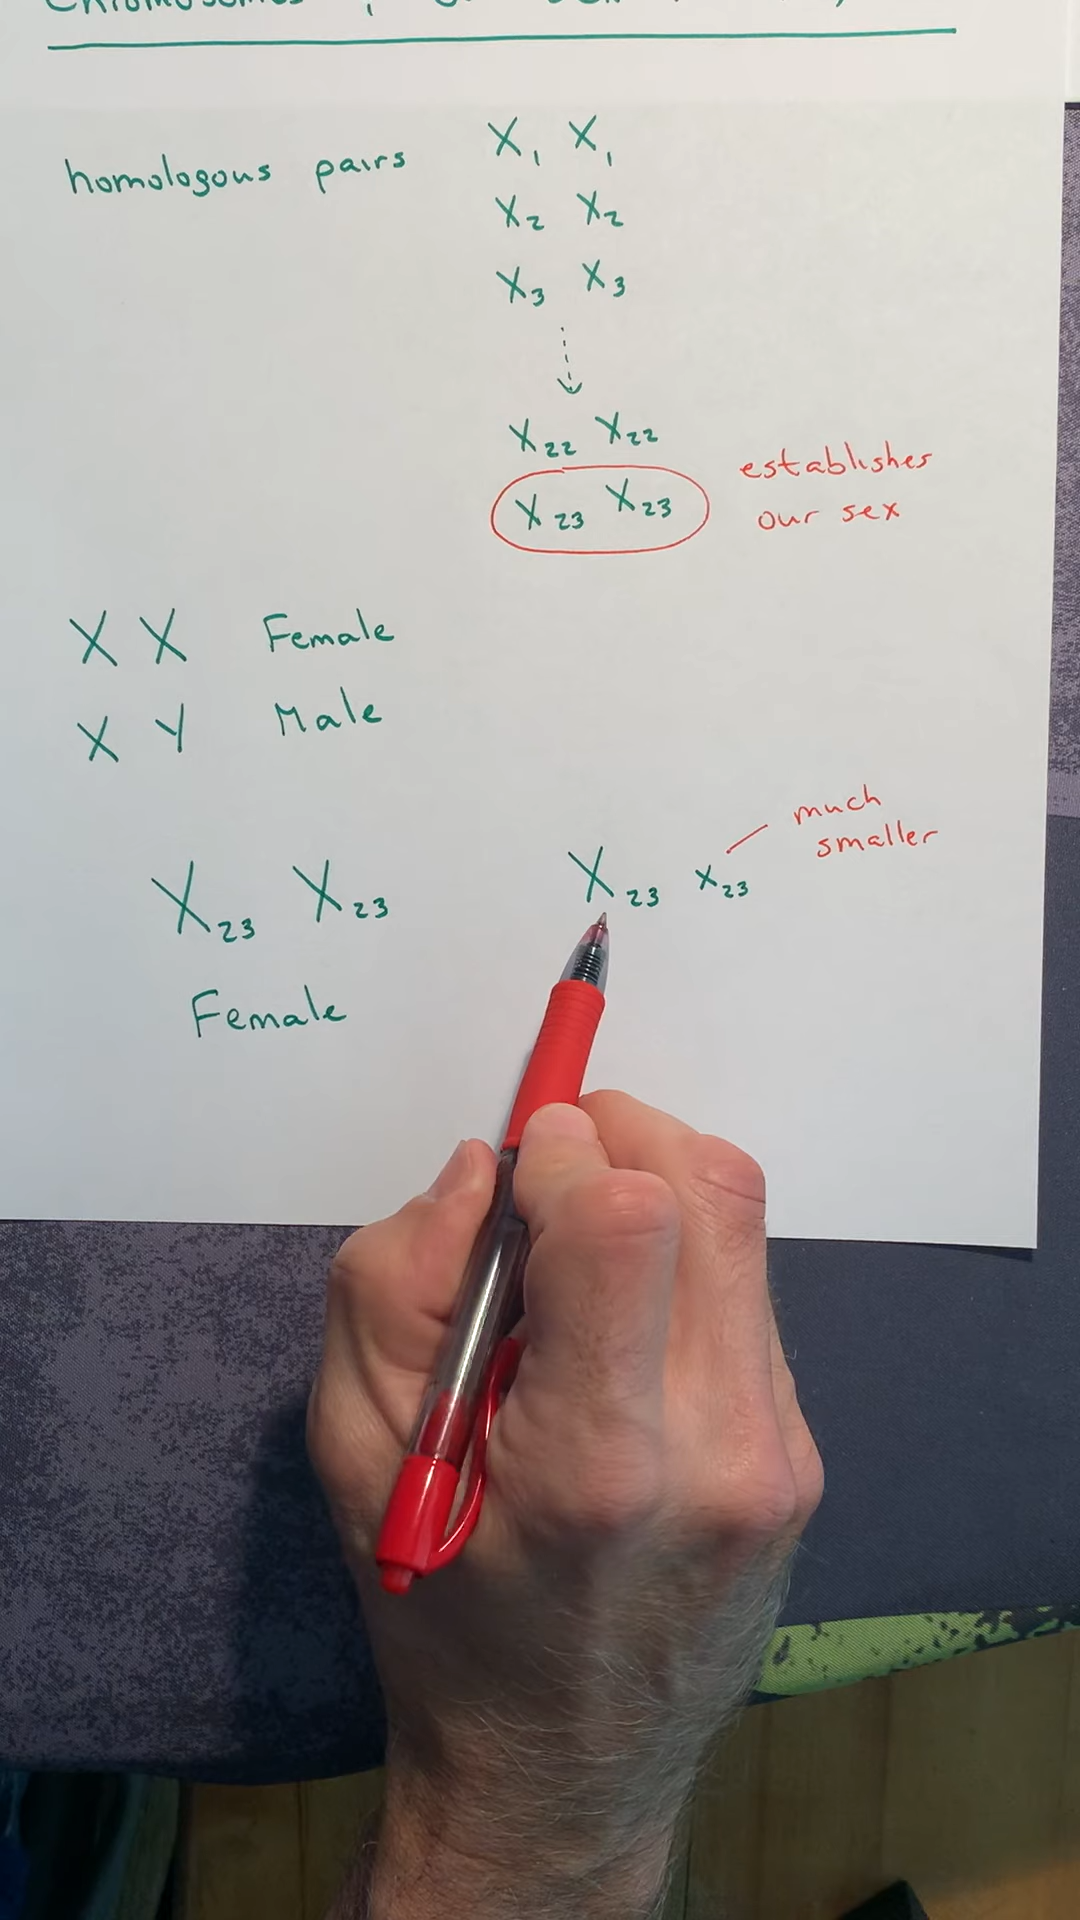 Chromosomes
homologous pairs
X₁ X₁
X₂ X₂
X₃ X₃
X₂₂ X₂₂
X₂₃ X₂₃
establishes
our sex
X X Female
X Y Male
much
smaller
X₂₃ X₂₃
X₂₃ x₂₃
Female